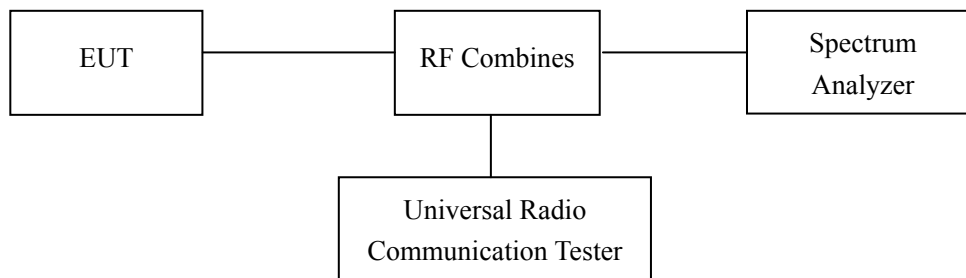 EUT
RF Combines
Spectrum
Analyzer
Universal Radio
Communication Tester